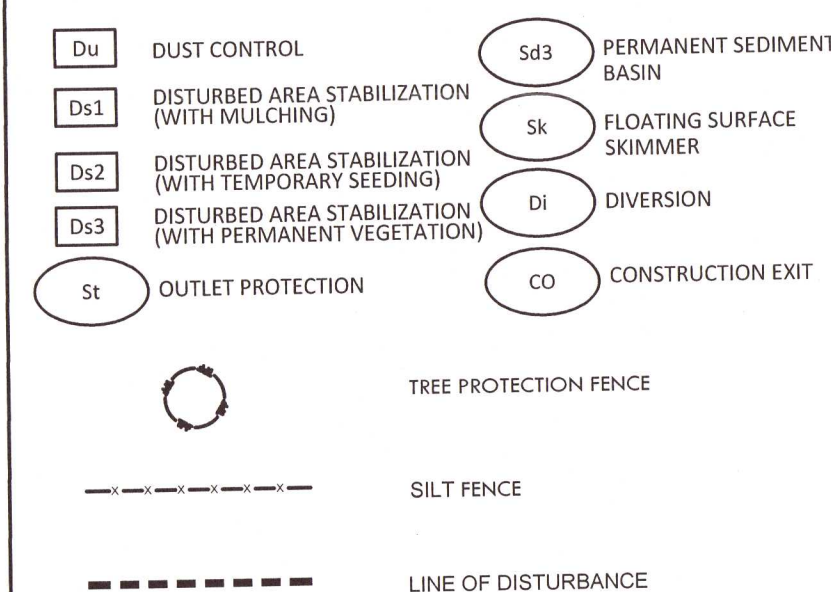 Du DUST CONTROL
Ds1 DISTURBED AREA STABILIZATION
(WITH MULCHING)
Ds2 DISTURBED AREA STABILIZATION
(WITH TEMPORARY SEEDING)
Ds3 DISTURBED AREA STABILIZATION
(WITH PERMANENT VEGETATION)
St OUTLET PROTECTION
Sd3 PERMANENT SEDIMENT
BASIN
Sk FLOATING SURFACE
SKIMMER
Di DIVERSION
CO CONSTRUCTION EXIT
TREE PROTECTION FENCE
x x x x x x SILT FENCE
LINE OF DISTURBANCE